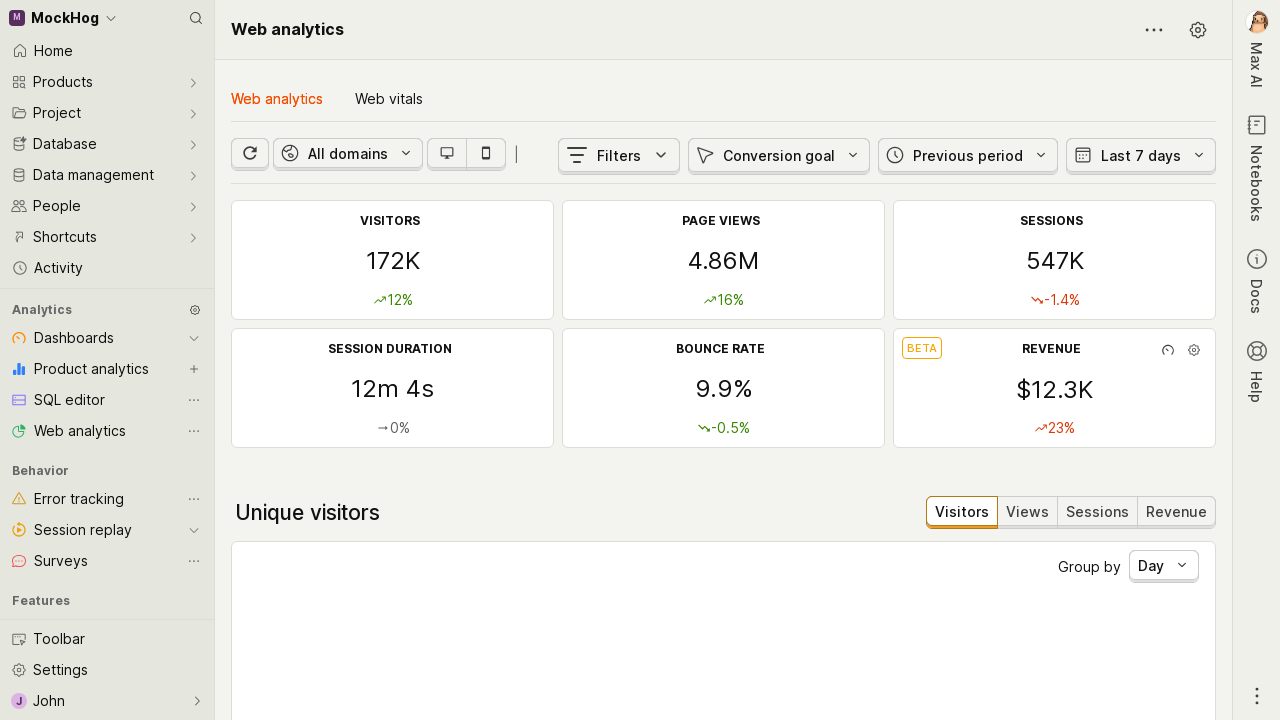 M MockHog
Home
Products
Project
Database
Data management
People
Shortcuts
Activity
Analytics
Dashboards
Product analytics
SQL editor
Web analytics
Behavior
Error tracking
Session replay
Surveys
Features
Toolbar
Settings
J John
Web analytics
Web analytics Web vitals
All domains Filters Conversion goal Previous period Last 7 days
VISITORS
172K
12%
PAGE VIEWS
4.86M
16%
SESSIONS
547K
-1.4%
SESSION DURATION
12m 4s
0%
BOUNCE RATE
9.9%
-0.5%
BETA REVENUE
$12.3K
23%
Unique visitors
Visitors Views Sessions Revenue
Group by Day
Max AI
Notebooks
Docs
Help